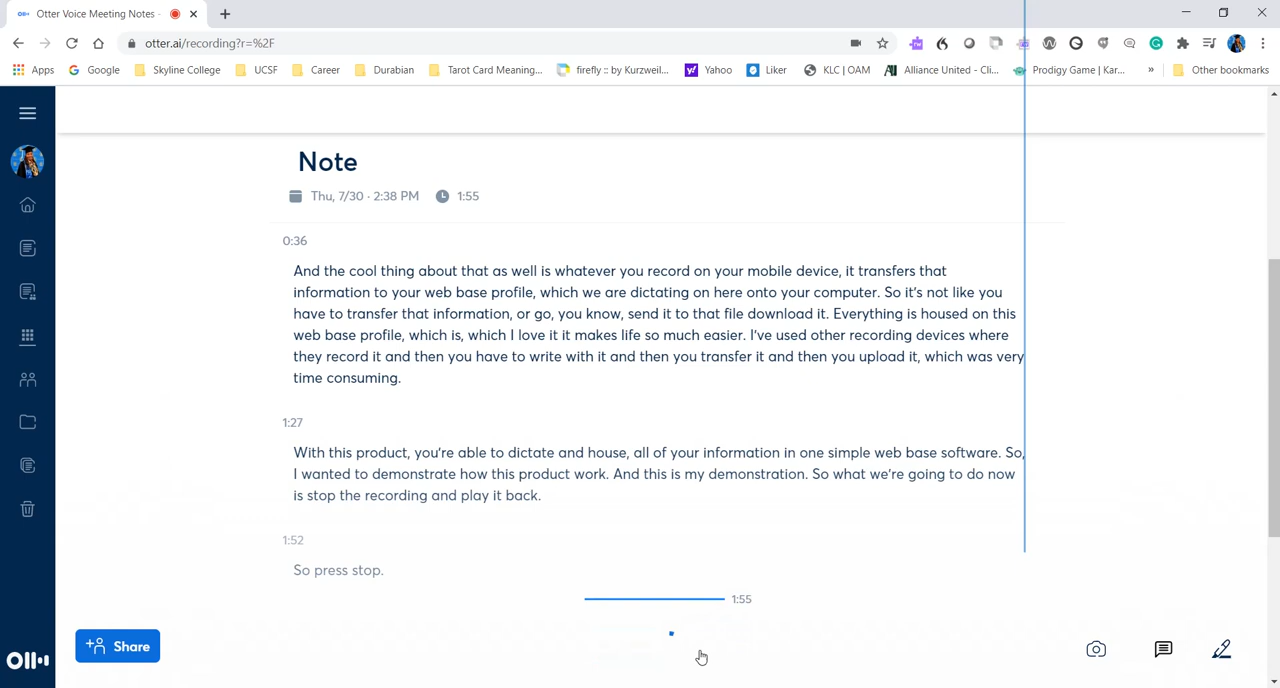 Otter Voice Meeting Notes -
otter.ai/recording?r=%2F
Apps Google Skyline College UCSF Career Durabian Tarot Card Meaning... firefly :: by Kurzweil... Yahoo Liker KLC | OAM Alliance United - Cli... Prodigy Game | Kar... » Other bookmarks
Note
Thu, 7/30 · 2:38 PM 1:55
0:36
And the cool thing about that as well is whatever you record on your mobile device, it transfers that
information to your web base profile, which we are dictating on here onto your computer. So it's not like you
have to transfer that information, or go, you know, send it to that file download it. Everything is housed on this
web base profile, which is, which I love it it makes life so much easier. I've used other recording devices where
they record it and then you have to write with it and then you transfer it and then you upload it, which was very
time consuming.
1:27
With this product, you're able to dictate and house, all of your information in one simple web base software. So,
I wanted to demonstrate how this product work. And this is my demonstration. So what we're going to do now
is stop the recording and play it back.
1:52
So press stop.
1:55
Share